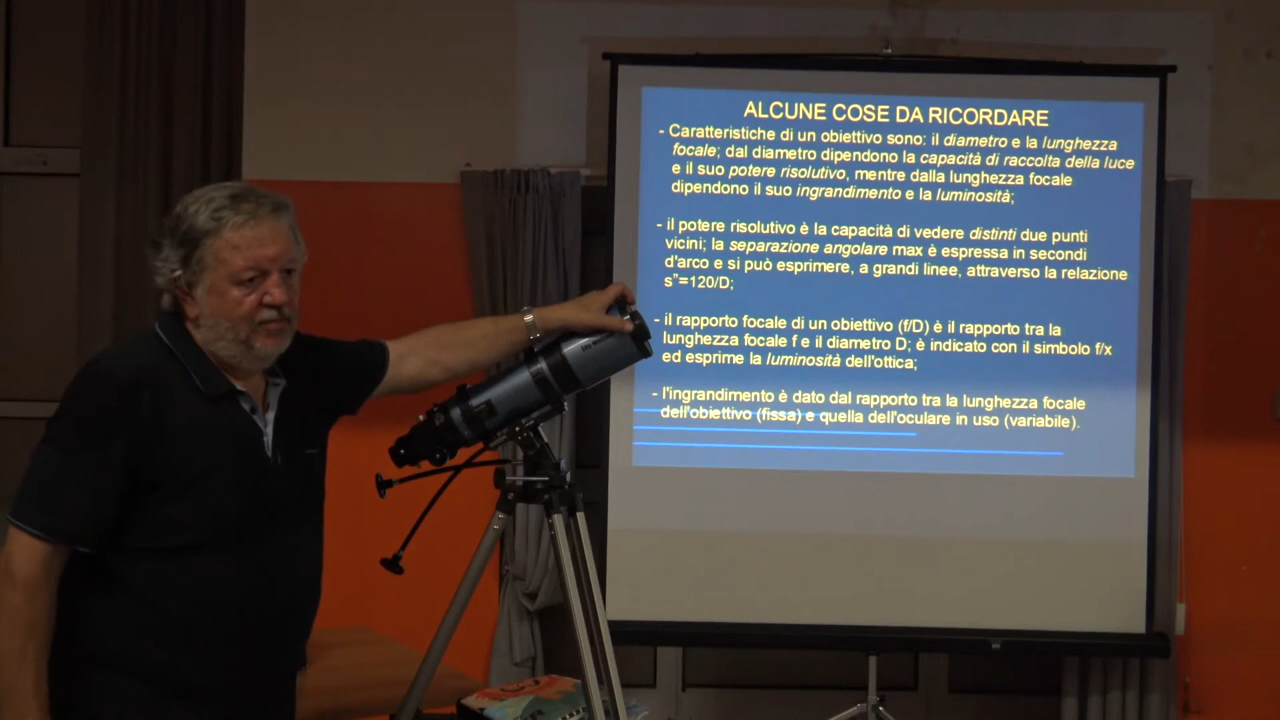 ALCUNE COSE DA RICORDARE
- Caratteristiche di un obiettivo sono: il diametro e la lunghezza
focale; dal diametro dipendono la capacità di raccolta della luce
e il suo potere risolutivo, mentre dalla lunghezza focale
dipendono il suo ingrandimento e la luminosità;
- il potere risolutivo è la capacità di vedere distinti due punti
vicini; la separazione angolare max è espressa in secondi
d'arco e si può esprimere, a grandi linee, attraverso la relazione
s"=120/D;
- il rapporto focale di un obiettivo (f/D) è il rapporto tra la
lunghezza focale f e il diametro D; è indicato con il simbolo f/x
ed esprime la luminosità dell'ottica;
- l'ingrandimento è dato dal rapporto tra la lunghezza focale
dell'obiettivo (fissa) e quella dell'oculare in uso (variabile).